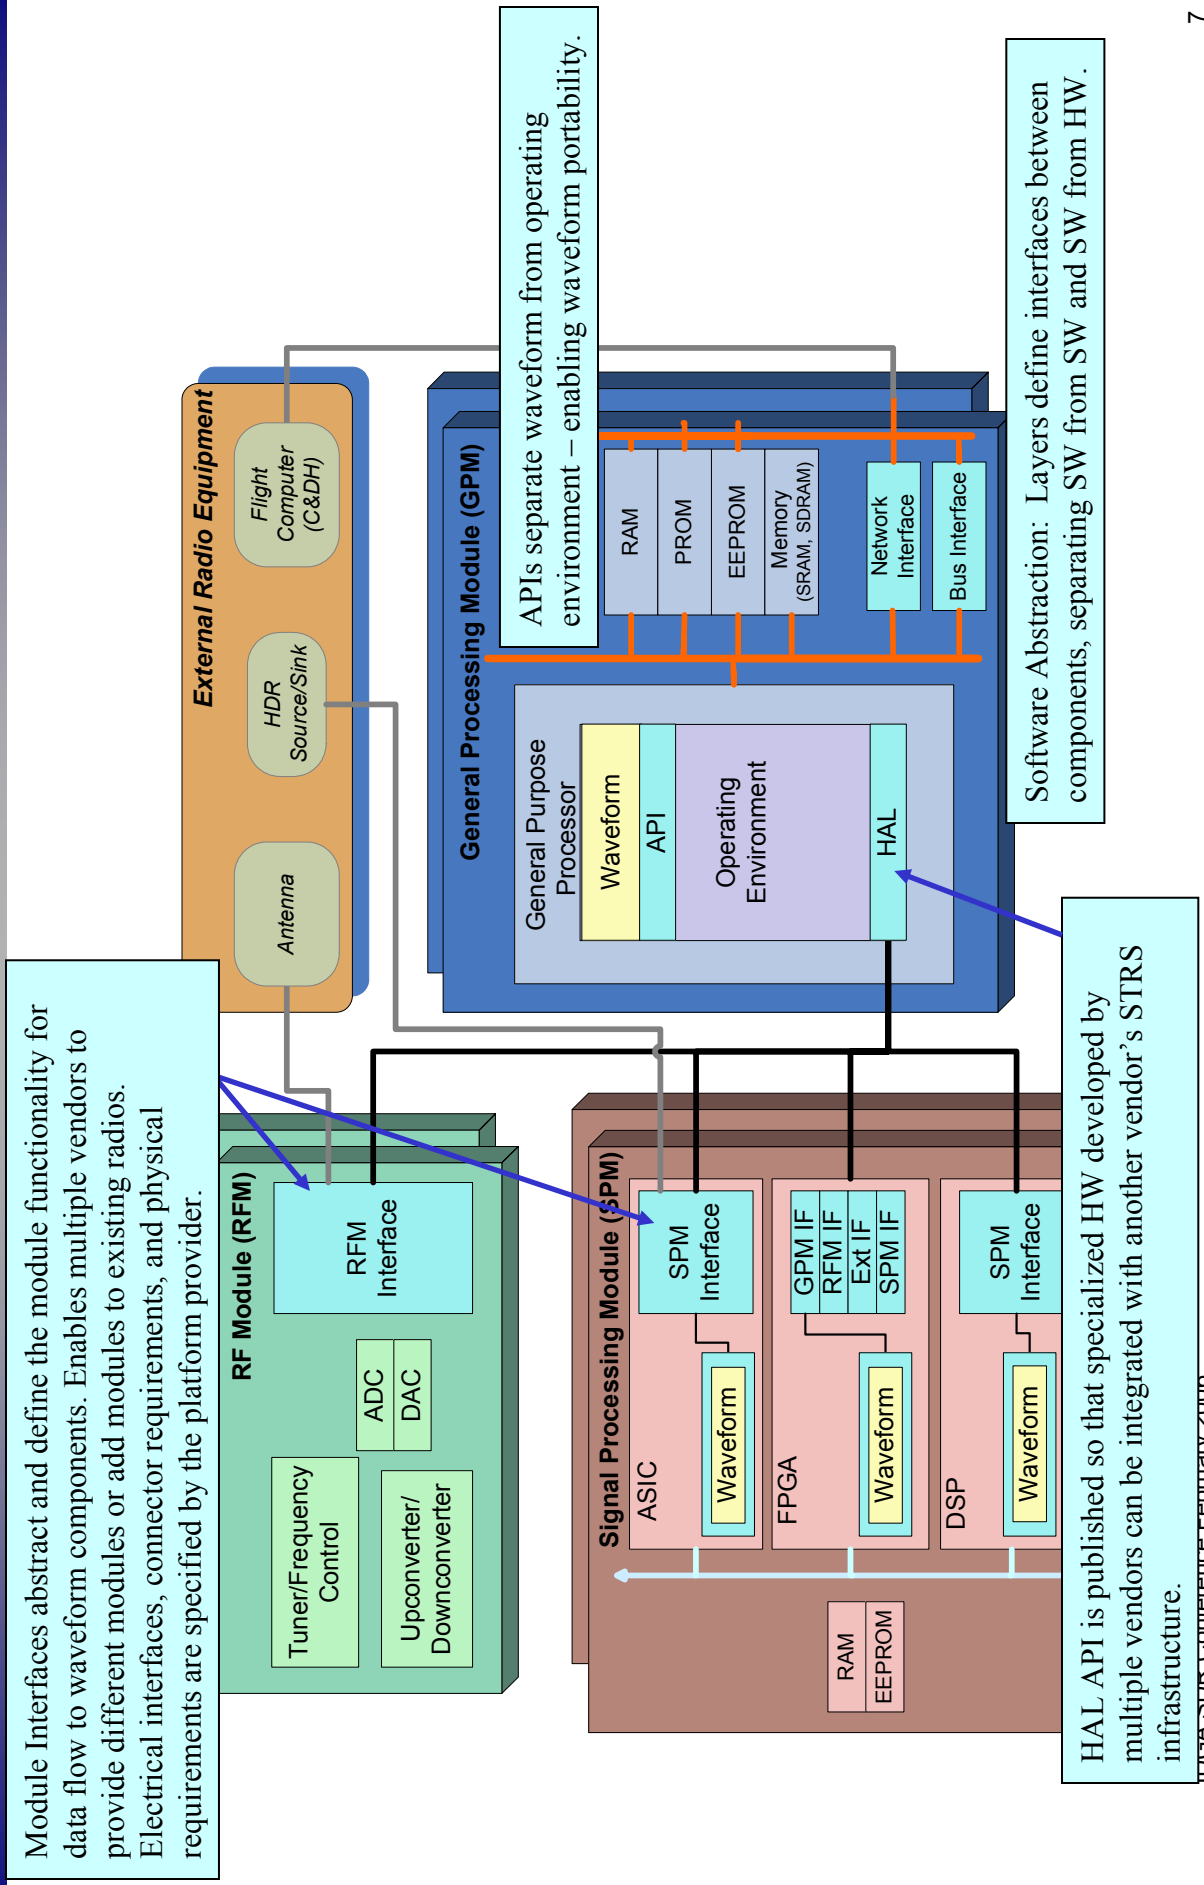 Module Interfaces abstract and define the module functionality for
data flow to waveform components. Enables multiple vendors to
provide different modules or add modules to existing radios.
Electrical interfaces, connector requirements, and physical
requirements are specified by the platform provider.
External Radio Equipment
Antenna
HDR
Source/Sink
Flight
Computer
(C&DH)
RF Module (RFM)
Tuner/Frequency
Control
Upconverter/
Downconverter
ADC
DAC
RFM
Interface
General Processing Module (GPM)
General Purpose
Processor
Waveform
API
Operating
Environment
HAL
RAM
PROM
EEPROM
Memory
(SRAM, SDRAM)
Network
Interface
Bus Interface
APIs separate waveform from operating
environment – enabling waveform portability.
Signal Processing Module (SPM)
RAM
EEPROM
ASIC
Waveform
SPM
Interface
FPGA
Waveform
GPM IF
RFM IF
Ext IF
SPM IF
DSP
Waveform
SPM
Interface
Software Abstraction: Layers define interfaces between
components, separating SW from SW and SW from HW.
HAL API is published so that specialized HW developed by
multiple vendors can be integrated with another vendor’s STRS
infrastructure.
7